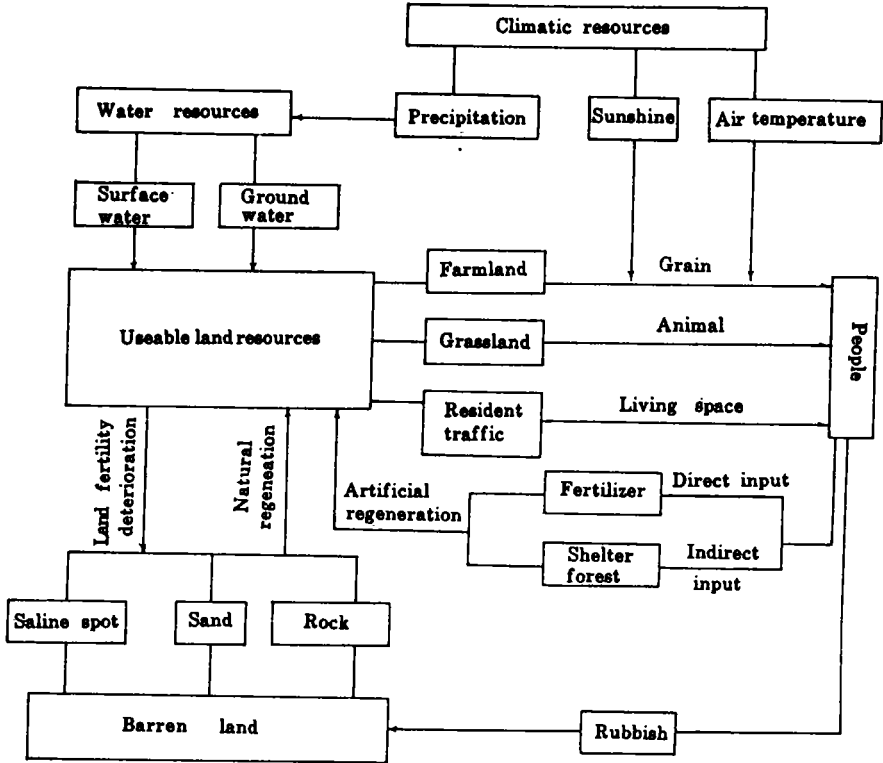 Climatic resources
Water resources
Precipitation
Sunshine
Air temperature
Surface
water
Ground
water
Farmland
Grain
Useable land resources
Grassland
Animal
People
Resident
traffic
Living space
Land fertility
deterioration)
Natural
regeneation
Artificial
regeneration
Fertilizer
Direct input
Shelter
forest
Indirect
input
Saline spot
Sand
Rock
Barren land
Rubbish